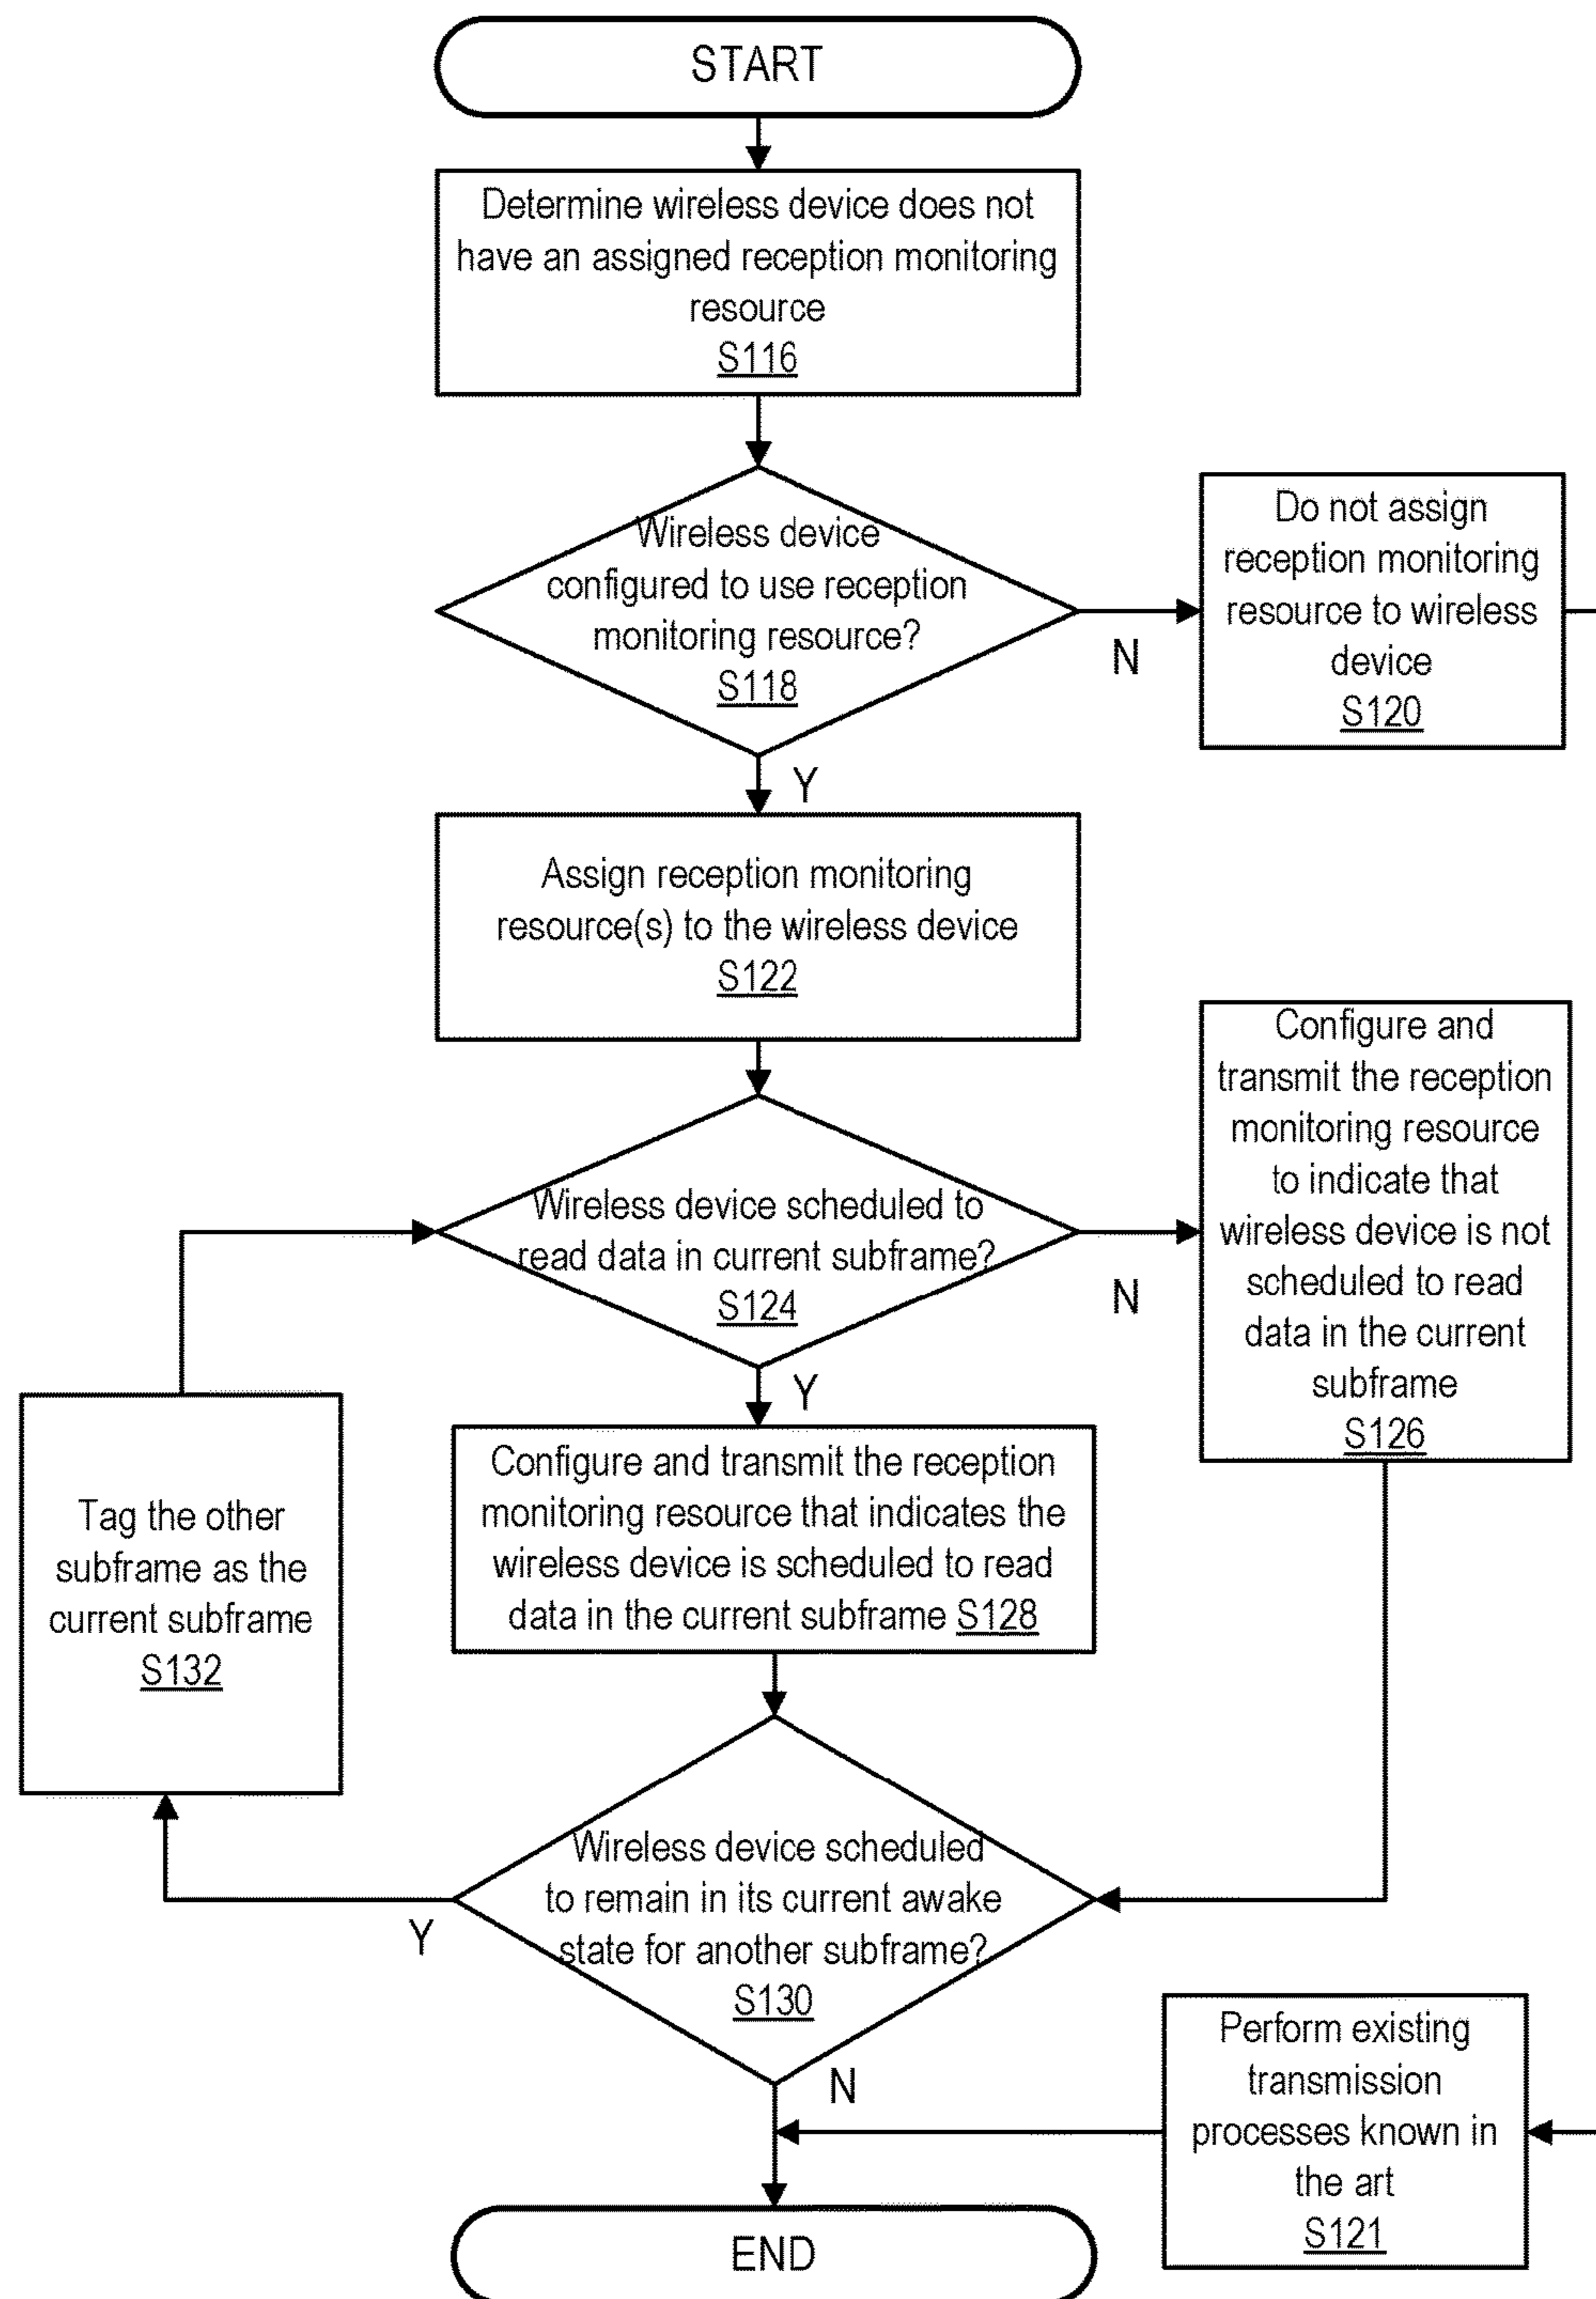 START
Determine wireless device does not
have an assigned reception monitoring
resource
S116
Wireless device
configured to use reception
monitoring resource?
S118
N
Do not assign
reception monitoring
resource to wireless
device
S120
Y
Assign reception monitoring
resource(s) to the wireless device
S122
Wireless device scheduled to
read data in current subframe?
S124
N
Configure and
transmit the reception
monitoring resource
to indicate that
wireless device is not
scheduled to read
data in the current
subframe
S126
Y
Configure and transmit the reception
monitoring resource that indicates the
wireless device is scheduled to read
data in the current subframe S128
Tag the other
subframe as the
current subframe
S132
Wireless device scheduled
to remain in its current awake
state for another subframe?
S130
Y
N
Perform existing
transmission
processes known in
the art
S121
END